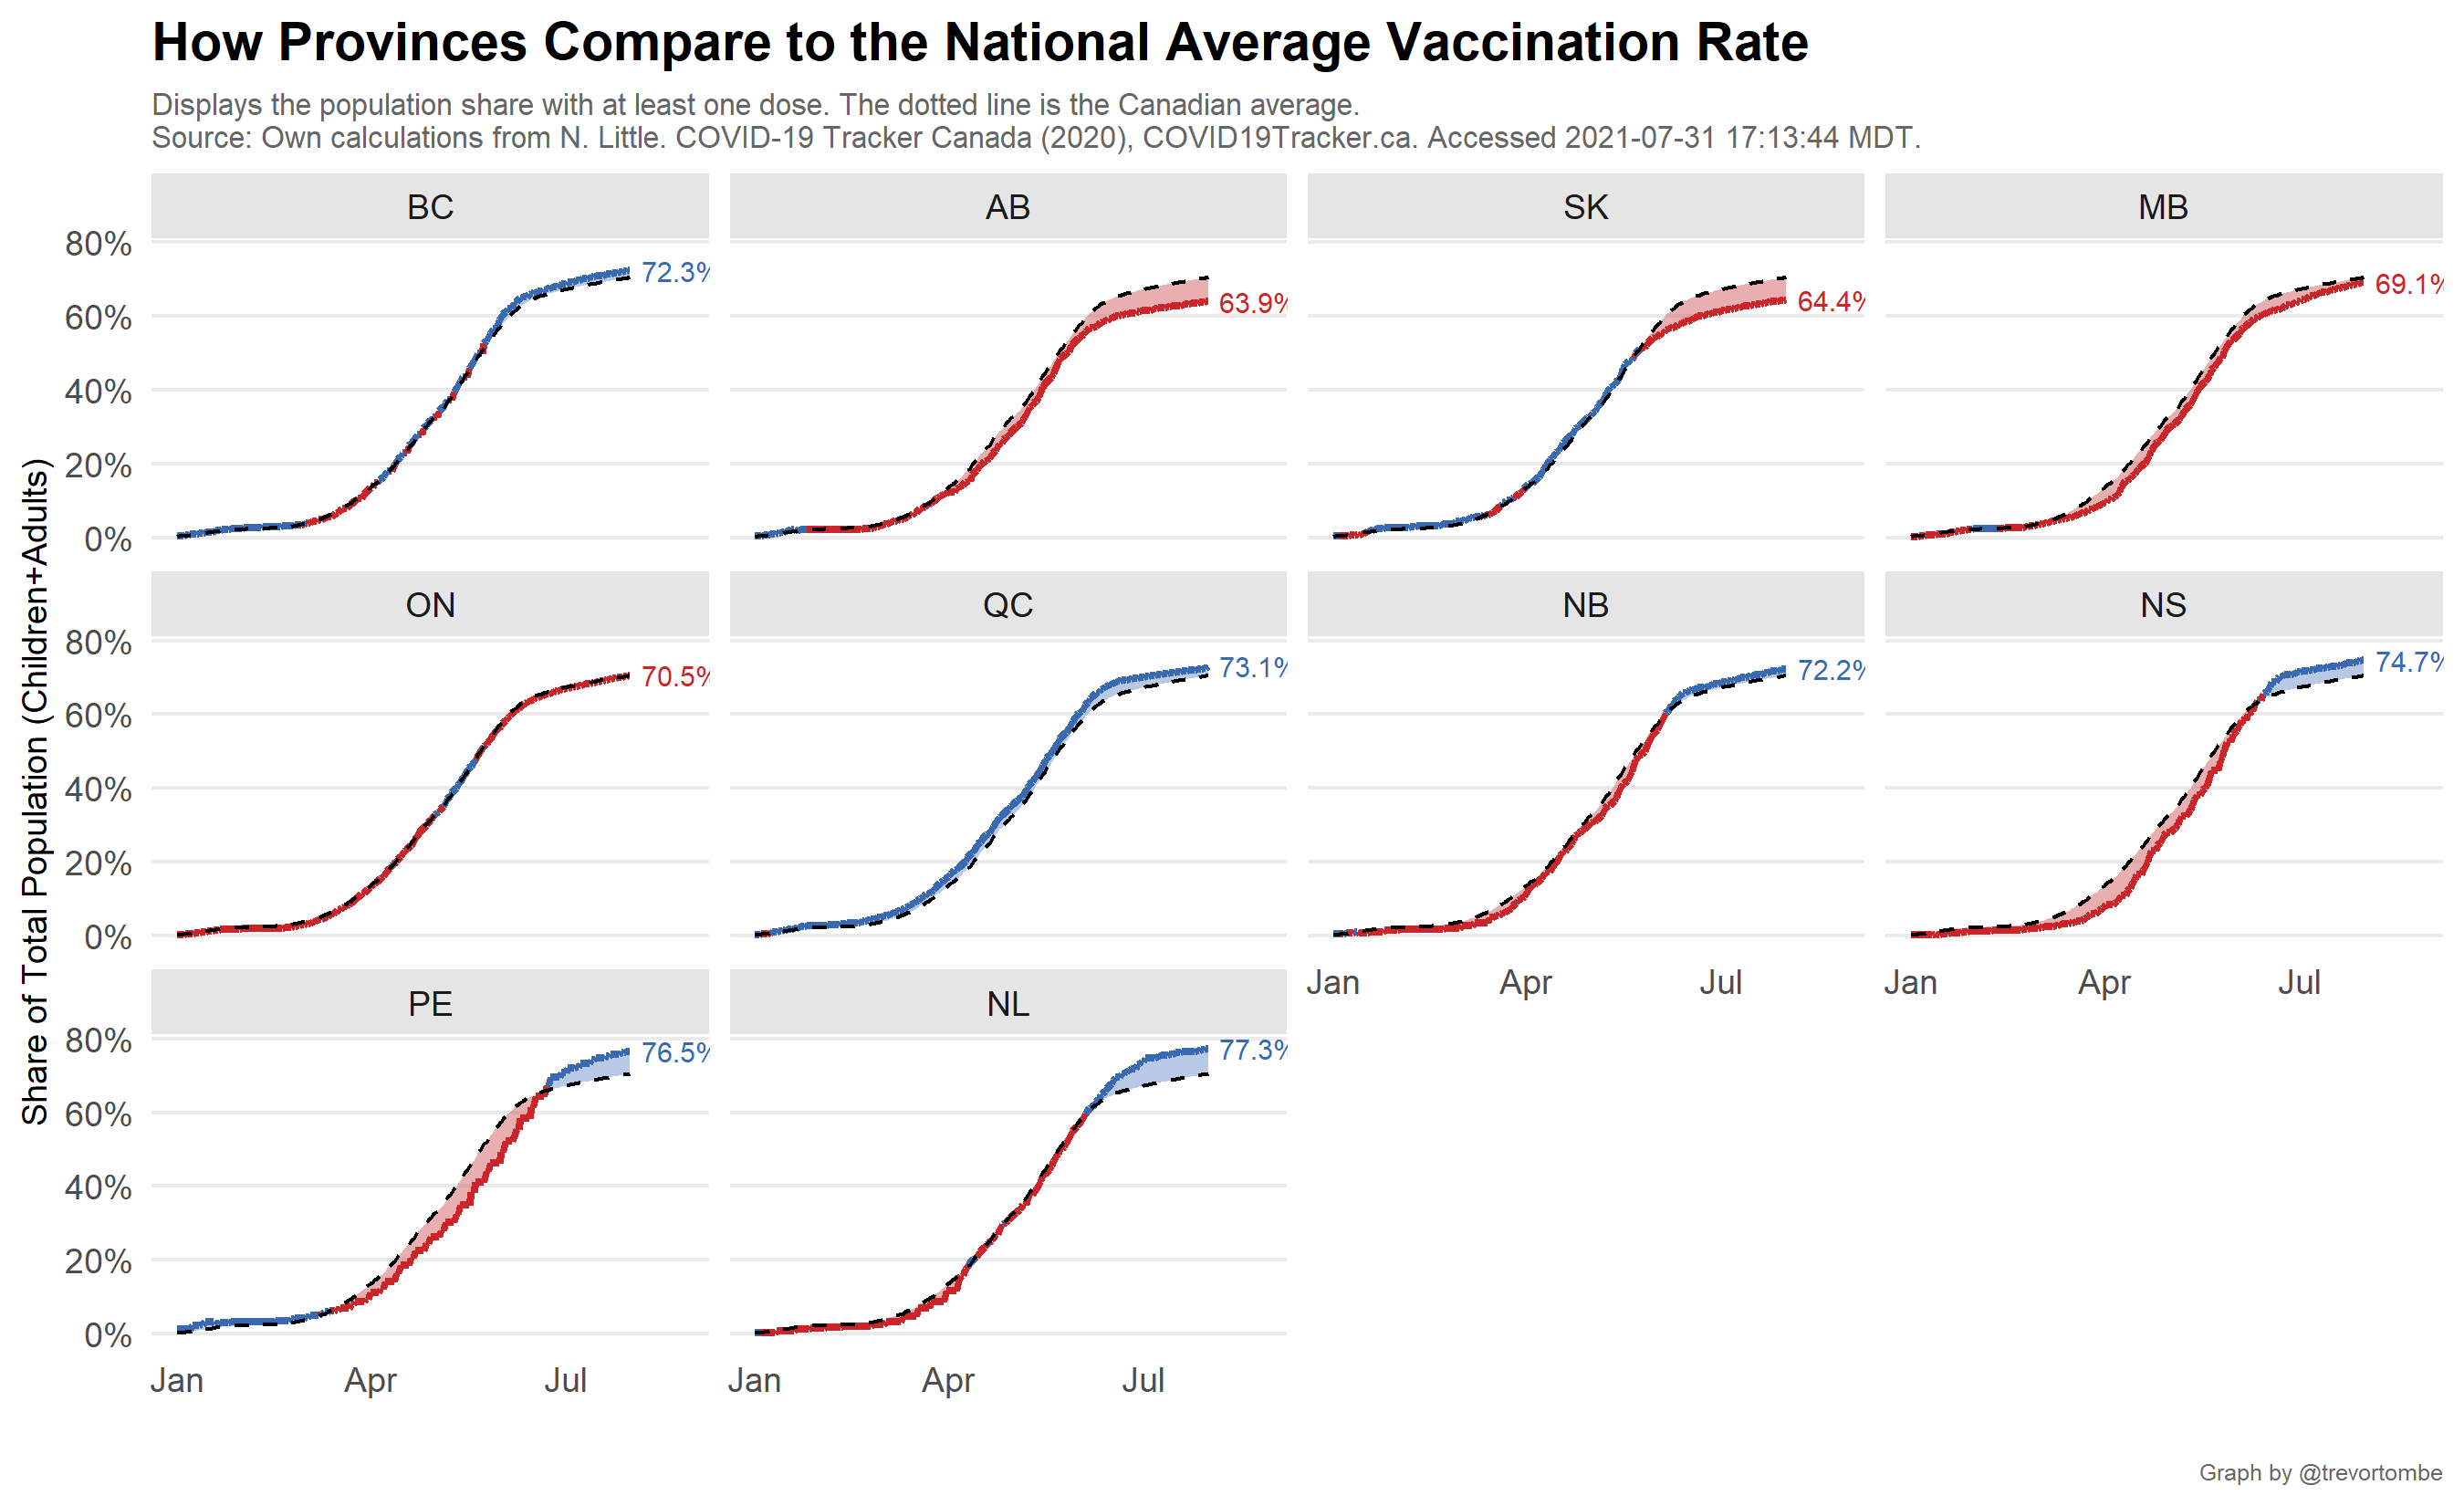 How Provinces Compare to the National Average Vaccination Rate
Displays the population share with at least one dose. The dotted line is the Canadian average.
Source: Own calculations from N. Little. COVID-19 Tracker Canada (2020), COVID19Tracker.ca. Accessed 2021-07-31 17:13:44 MDT.
Share of Total Population (Children+Adults)
BC
AB
SK
MB
80%
60%
40%
20%
0%
72.3%
63.9%
64.4%
69.1%
ON
QC
NB
NS
80%
60%
40%
20%
0%
70.5%
73.1%
72.2%
74.7%
Jan Apr Jul
Jan Apr Jul
PE
NL
80%
60%
40%
20%
0%
76.5%
77.3%
Jan Apr Jul
Jan Apr Jul
Graph by @trevortombe